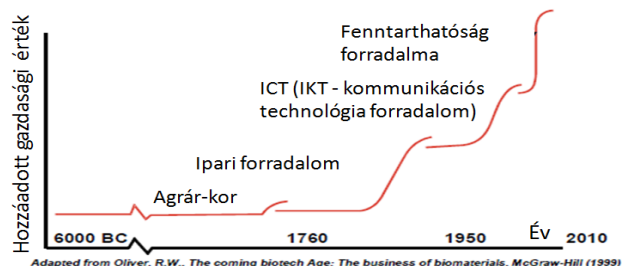 Fenntarthatóság
forradalma
ICT (IKT - kommunikációs
technológia forradalom)
Ipari forradalom
Agrár-kor
Hozzáadott gazdasági érték
6000 BC
1760
1950
Év
2010
Adapted from Oliver, R.W., The coming biotech Age: The business of biomaterials, McGraw-Hill (1999)